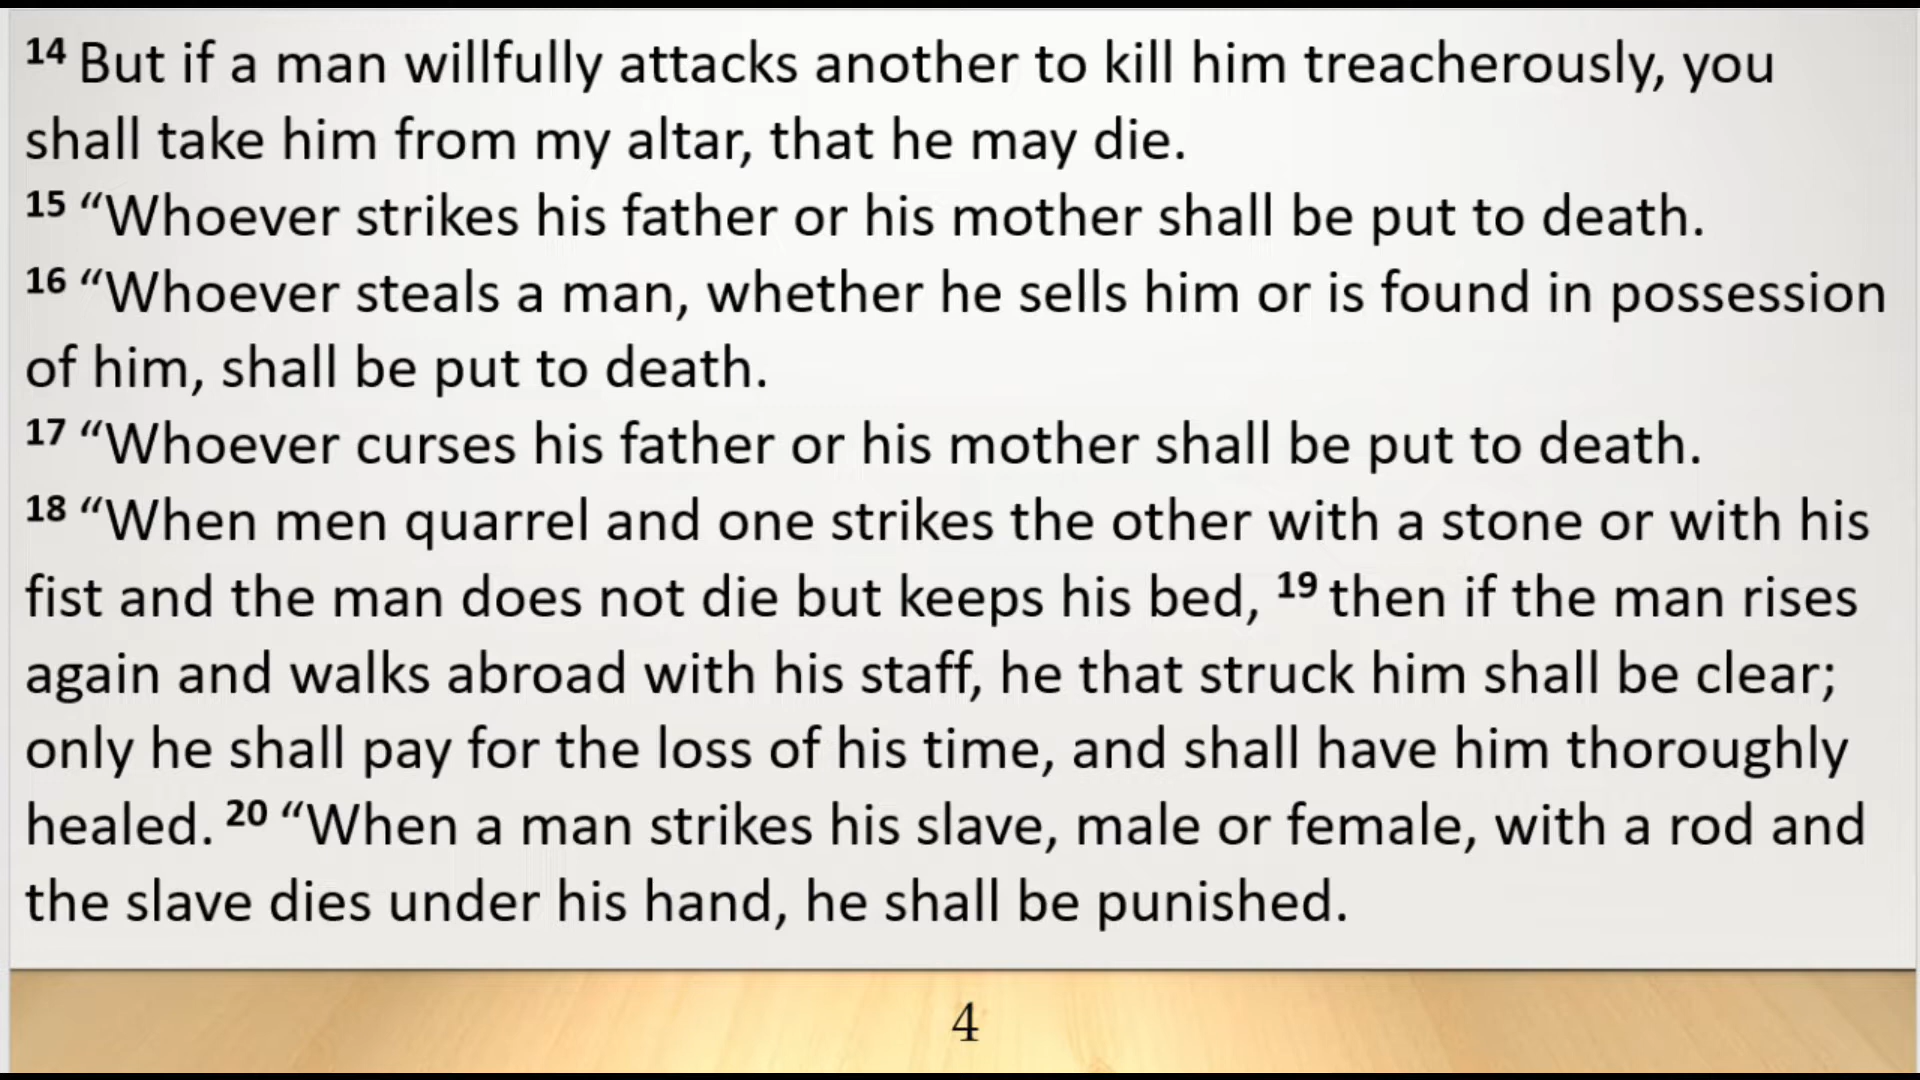 14 But if a man willfully attacks another to kill him treacherously, you
shall take him from my altar, that he may die.
15 “Whoever strikes his father or his mother shall be put to death.
16 “Whoever steals a man, whether he sells him or is found in possession
of him, shall be put to death.
17 “Whoever curses his father or his mother shall be put to death.
18 “When men quarrel and one strikes the other with a stone or with his
fist and the man does not die but keeps his bed, 19 then if the man rises
again and walks abroad with his staff, he that struck him shall be clear;
only he shall pay for the loss of his time, and shall have him thoroughly
healed. 20 “When a man strikes his slave, male or female, with a rod and
the slave dies under his hand, he shall be punished.
4